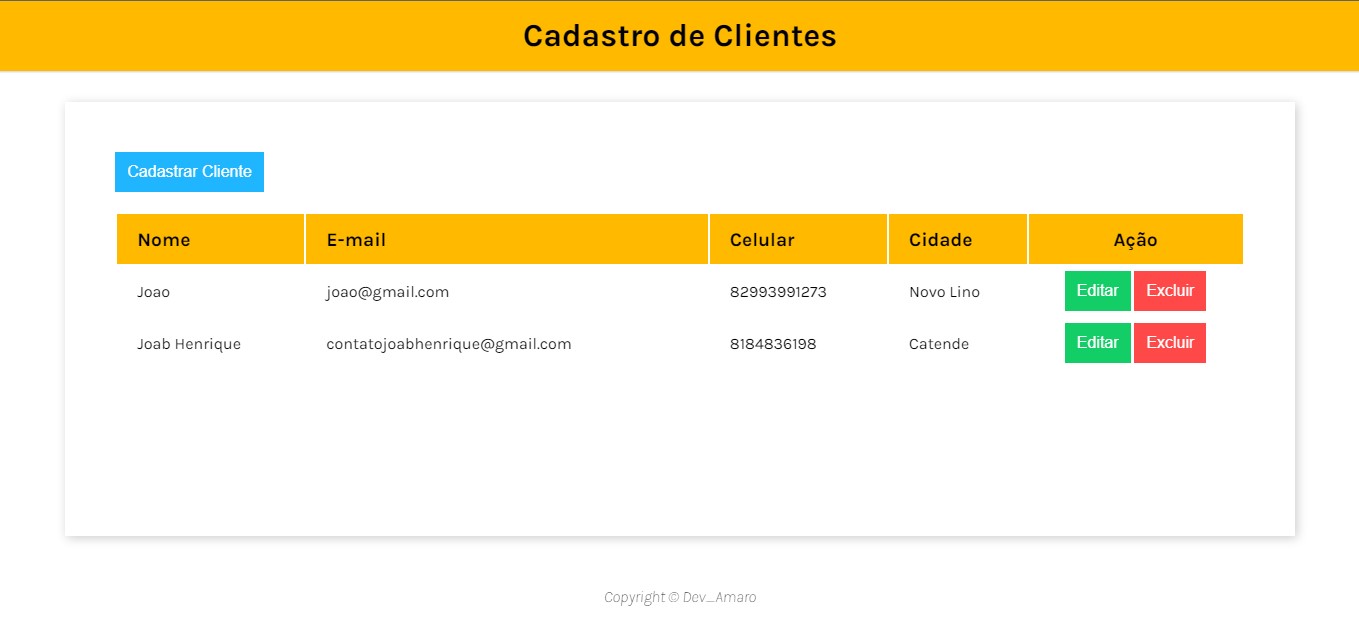 Cadastro de Clientes
Cadastrar Cliente
Nome E-mail Celular Cidade Ação
Joao joao@gmail.com 82993991273 Novo Lino Editar Excluir
Joab Henrique contatojoabhenrique@gmail.com 8184836198 Catende Editar Excluir
Copyright © Dev_Amaro